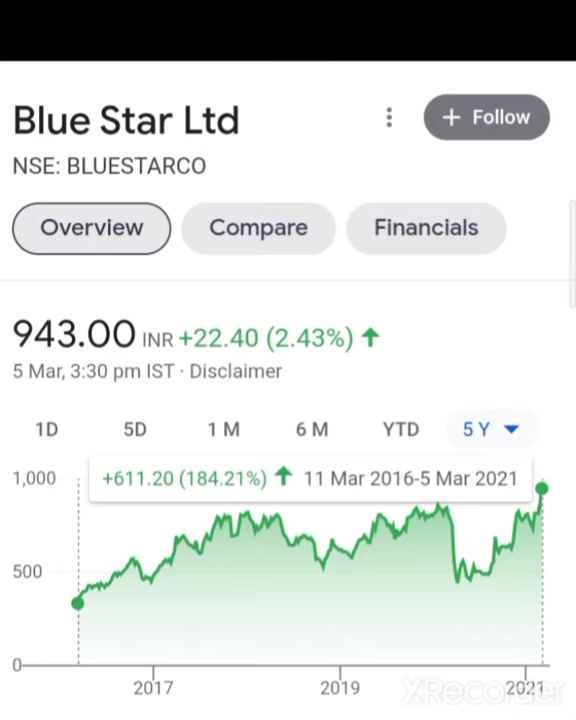 Blue Star Ltd
+ Follow
NSE: BLUESTARCO
Overview Compare Financials
943.00 INR +22.40 (2.43%) ↑
5 Mar, 3:30 pm IST · Disclaimer
1D 5D 1 M 6 M YTD 5 Y
+611.20 (184.21%) ↑ 11 Mar 2016-5 Mar 2021
1,000
500
0
2017 2019 2021
XRecorder